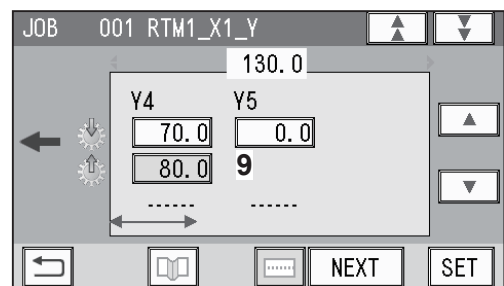 JOB 001 RTM1_X1_Y
130.0
Y4 Y5
70.0 0.0
80.0 9
------ ------
NEXT SET